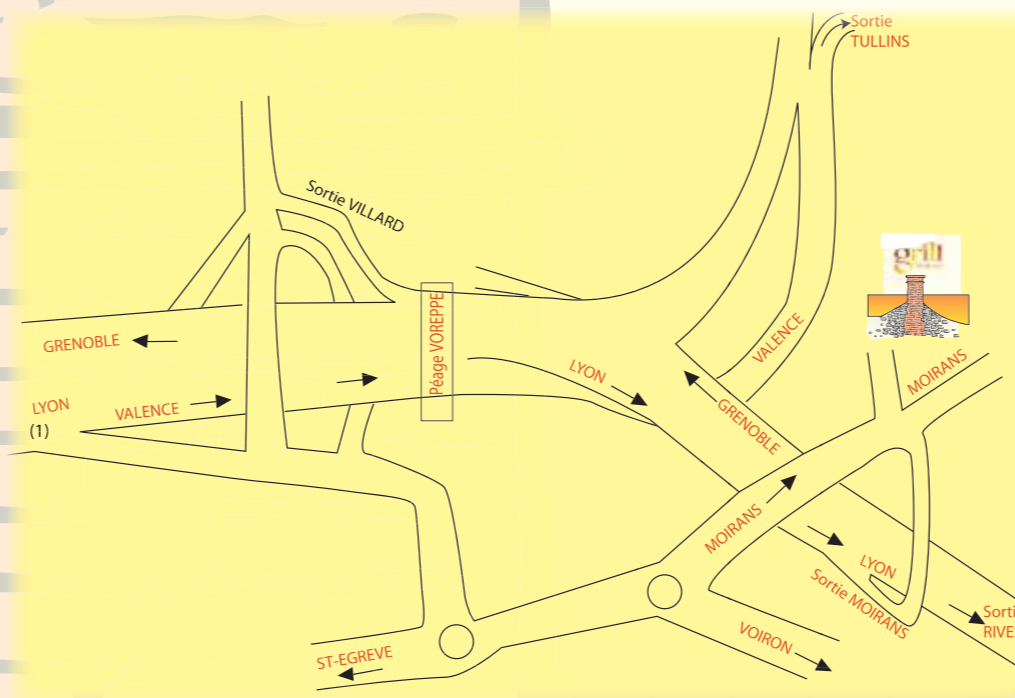 Sortie
TULLINS
Sortie VILLARD
grill
Péage VOREPPE
GRENOBLE
LYON
(1)
VALENCE
LYON
VALENCE
GRENOBLE
MOIRANS
MOIRANS
LYON
Sortie MOIRANS
Sorti
RIVES
VOIRON
ST-EGREVE